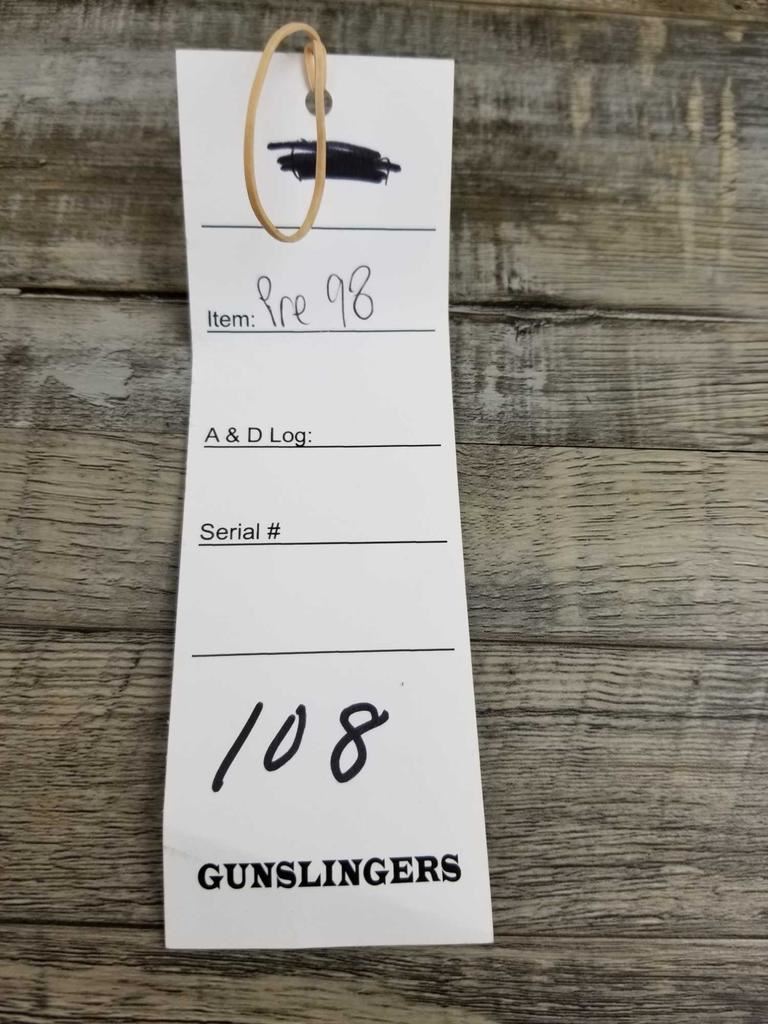 Item: Pre 98
A & D Log:
Serial #
108
GUNSLINGERS